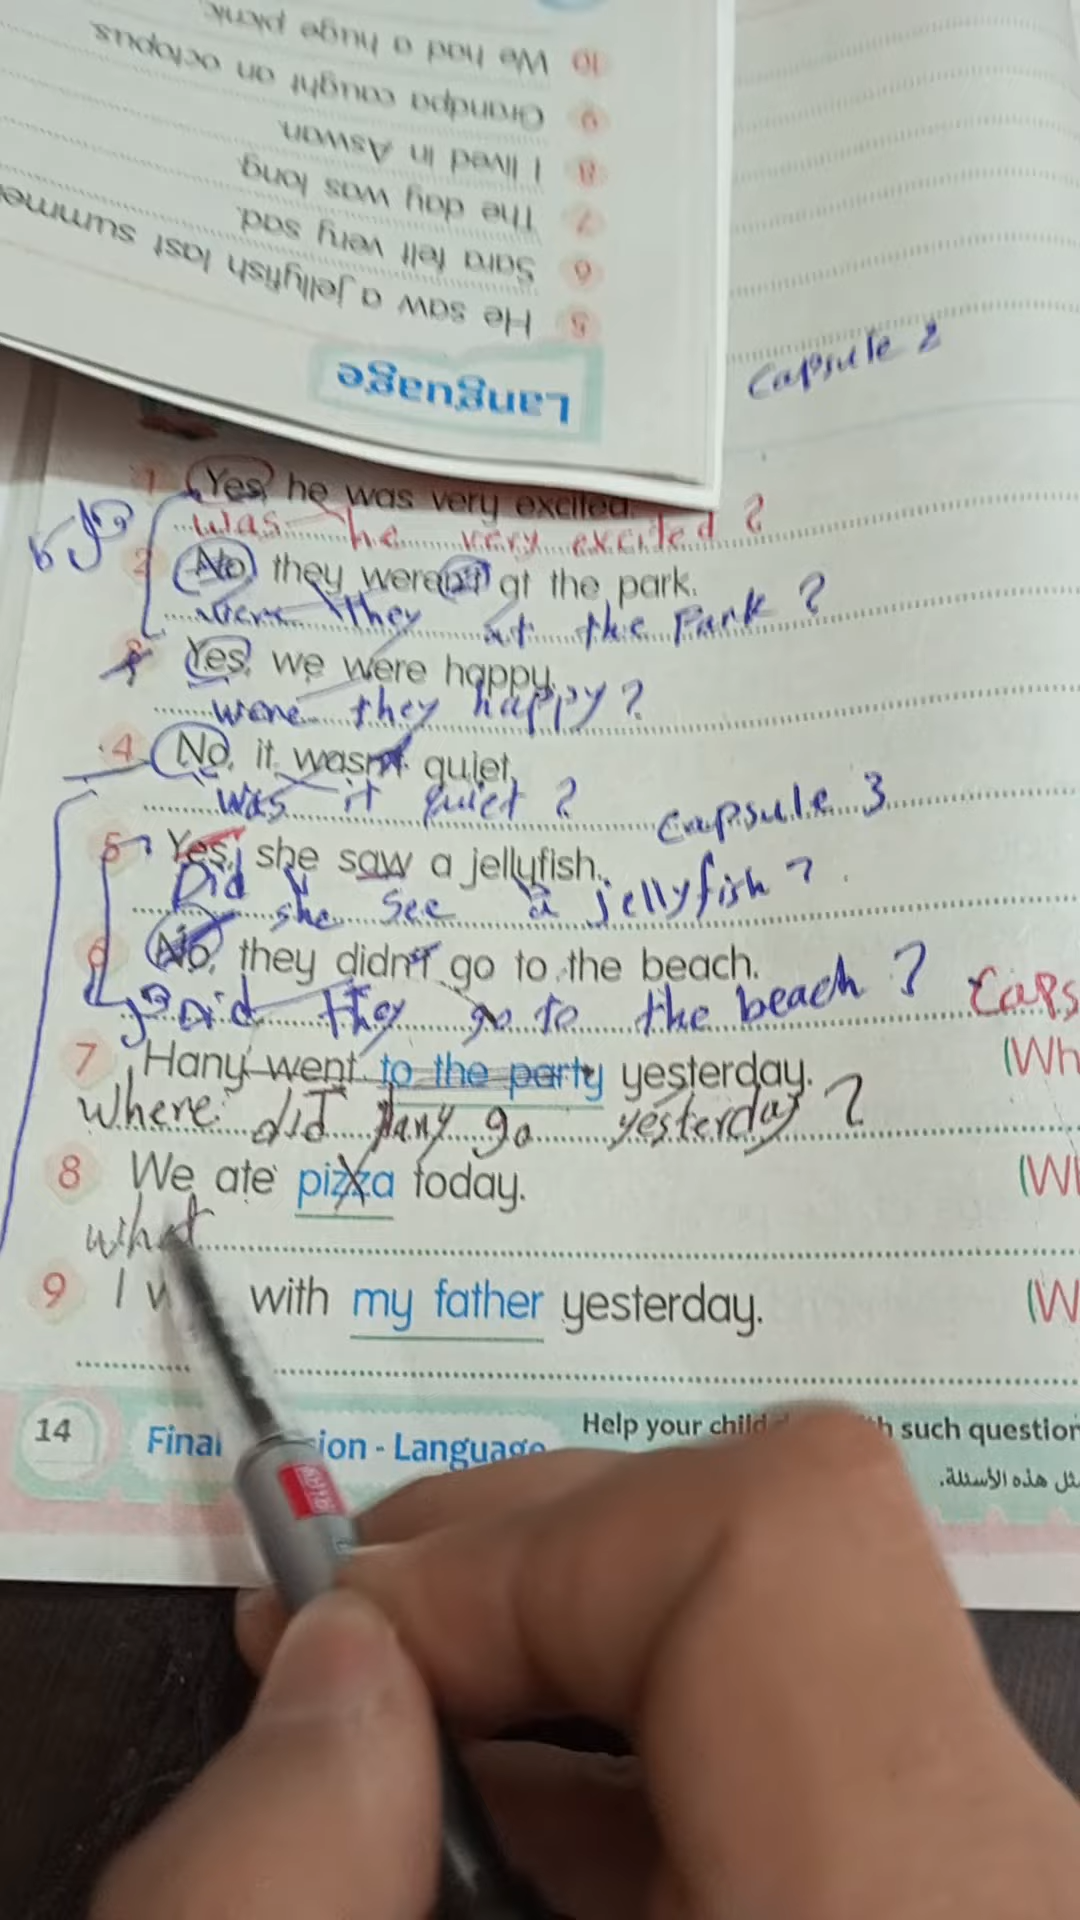 10 We had a huge picnic.
9 Grandpa caught an octopus.
8 I lived in Aswan.
7 The day was long.
6 Sara felt very sad.
5 He saw a jellyfish last summer
Language
Capsule 2
1 Yes, he was very excited.
was he very excited ?
2 No, they weren't at the park.
were they at the Park ?
Yes, we were happy.
were they happy ?
4 No, it wasn't quiet.
was it quiet ?
Capsule 3
5 Yes, she saw a jellyfish.
Did she see a jellyfish ?
6 No, they didn't go to the beach.
Did they go to the beach ?
Caps
7 Hany went to the party yesterday. (Wh
Where did Hany go yesterday ?
8 We ate pizza today. (W
what
9 I with my father yesterday. (W
14 Final - Language
Help your child such question
مثل هذه الأسئلة.